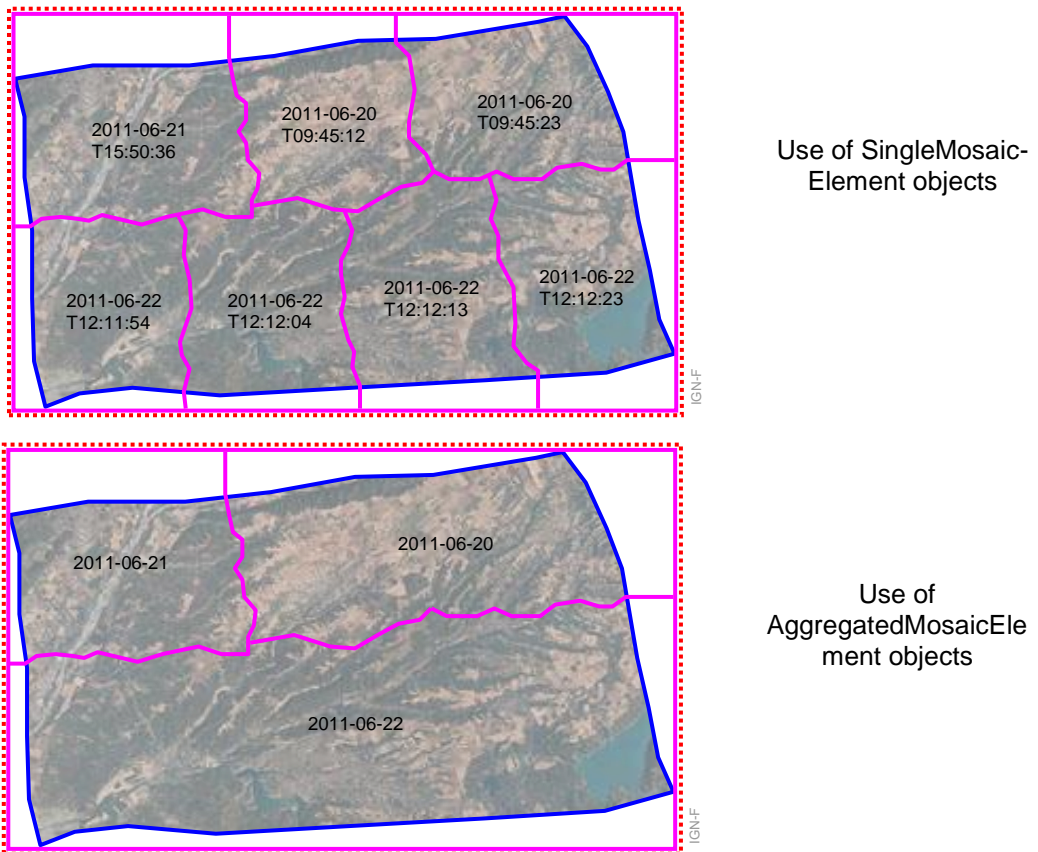 2011-06-21
T15:50:36
2011-06-20
T09:45:12
2011-06-20
T09:45:23
2011-06-22
T12:11:54
2011-06-22
T12:12:04
2011-06-22
T12:12:13
2011-06-22
T12:12:23
IGN-F
Use of SingleMosaic-
Element objects
2011-06-21
2011-06-20
2011-06-22
IGN-F
Use of
AggregatedMosaicEle
ment objects